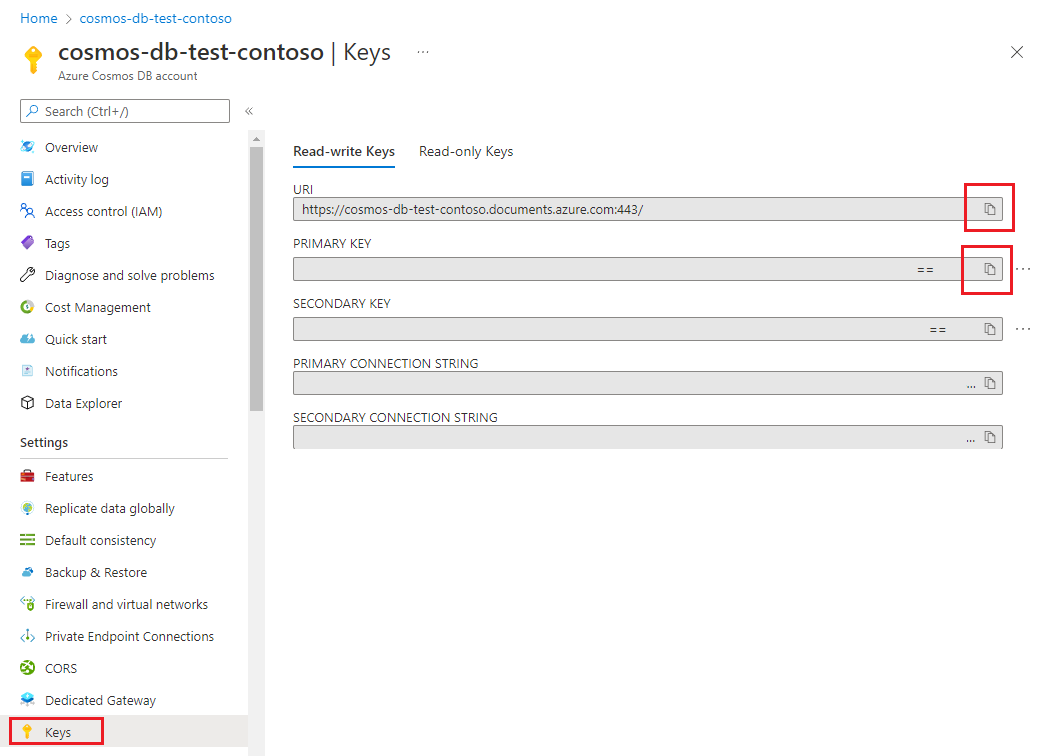 Home > cosmos-db-test-contoso
cosmos-db-test-contoso | Keys ...
Azure Cosmos DB account
Search (Ctrl+/) «
Overview
Activity log
Access control (IAM)
Tags
Diagnose and solve problems
Cost Management
Quick start
Notifications
Data Explorer
Settings
Features
Replicate data globally
Default consistency
Backup & Restore
Firewall and virtual networks
Private Endpoint Connections
CORS
Dedicated Gateway
Keys
Read-write Keys Read-only Keys
URI
https://cosmos-db-test-contoso.documents.azure.com:443/
PRIMARY KEY
== ...
SECONDARY KEY
== ...
PRIMARY CONNECTION STRING
...
SECONDARY CONNECTION STRING
...